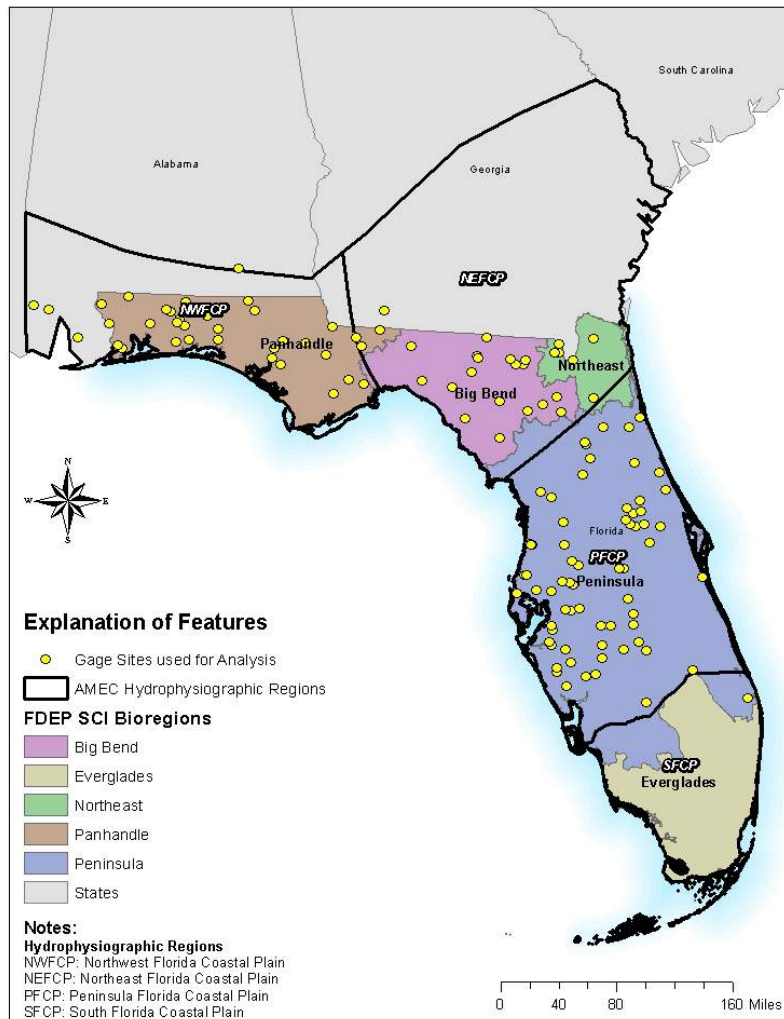 South Carolina
Alabama
Georgia
NEFCP
NWFCP
Panhandle
Northeast
Big Bend
N
W E
S
Florida
PFCP
Peninsula
SFCP
Everglades
Explanation of Features
Gage Sites used for Analysis
AMEC Hydrophysiographic Regions
FDEP SCI Bioregions
Big Bend
Everglades
Northeast
Panhandle
Peninsula
States
Notes:
Hydrophysiographic Regions
NWFCP: Northwest Florida Coastal Plain
NEFCP: Northeast Florida Coastal Plain
PFCP: Peninsula Florida Coastal Plain
SFCP: South Florida Coastal Plain
0 40 80 160 Miles